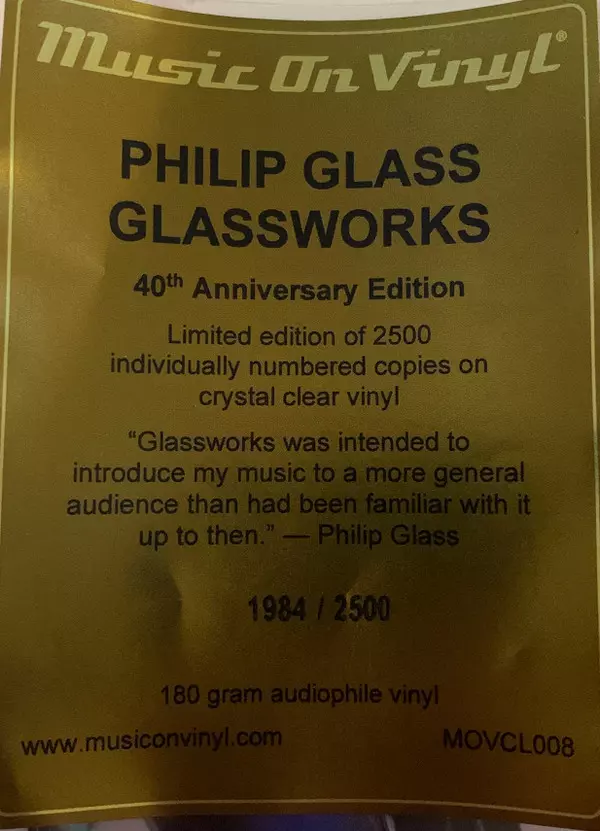 Music On Vinyl®
PHILIP GLASS
GLASSWORKS
40th Anniversary Edition
Limited edition of 2500
individually numbered copies on
crystal clear vinyl
“Glassworks was intended to
introduce my music to a more general
audience than had been familiar with it
up to then.” — Philip Glass
1984 / 2500
180 gram audiophile vinyl
www.musiconvinyl.com MOVCL008